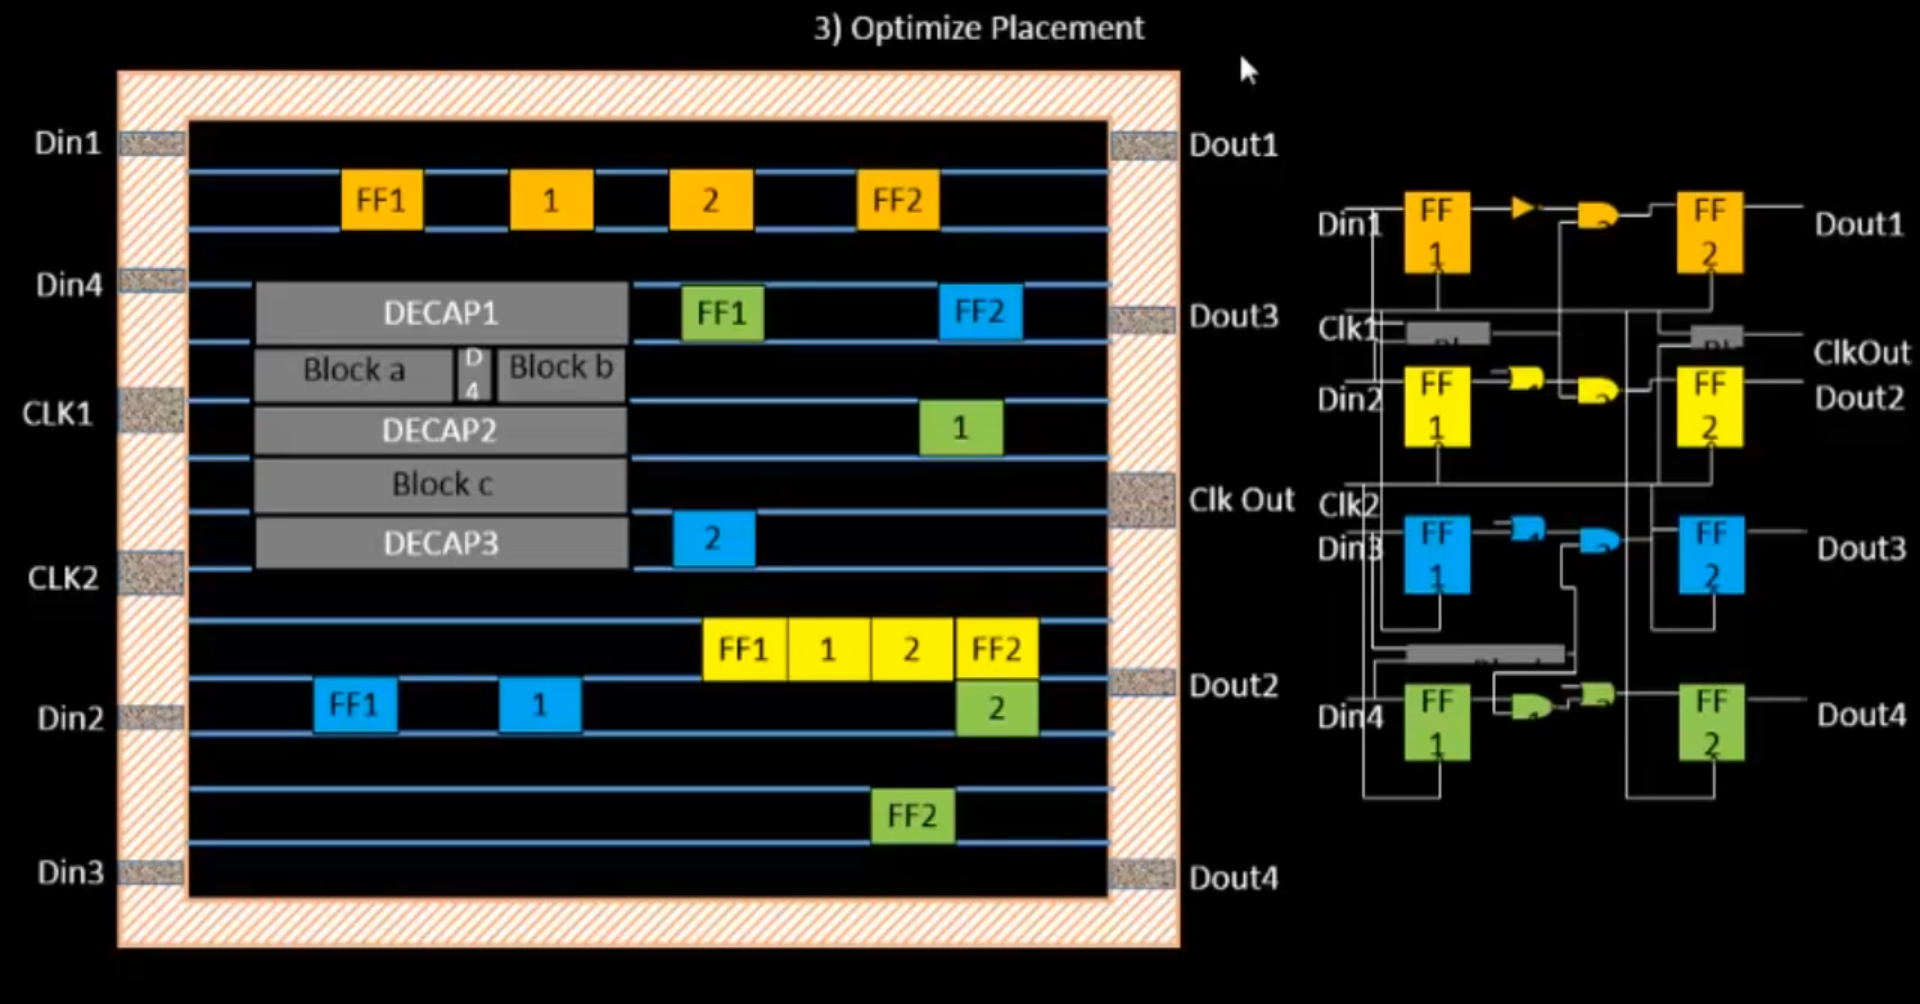 3) Optimize Placement
Din1
Dout1
FF1 1 2 FF2
Din4
DECAP1
FF1
FF2
Dout3
Block a
D
4
Block b
CLK1
DECAP2
1
Block c
Clk Out
DECAP3
2
CLK2
FF1 1 2 FF2
Dout2
Din2
FF1
1
2
FF2
Din3
Dout4
Din1
FF
1
FF
2
Dout1
Clk1
ClkOut
Din2
FF
1
FF
2
Dout2
Clk2
Din3
FF
1
FF
2
Dout3
Din4
FF
1
FF
2
Dout4